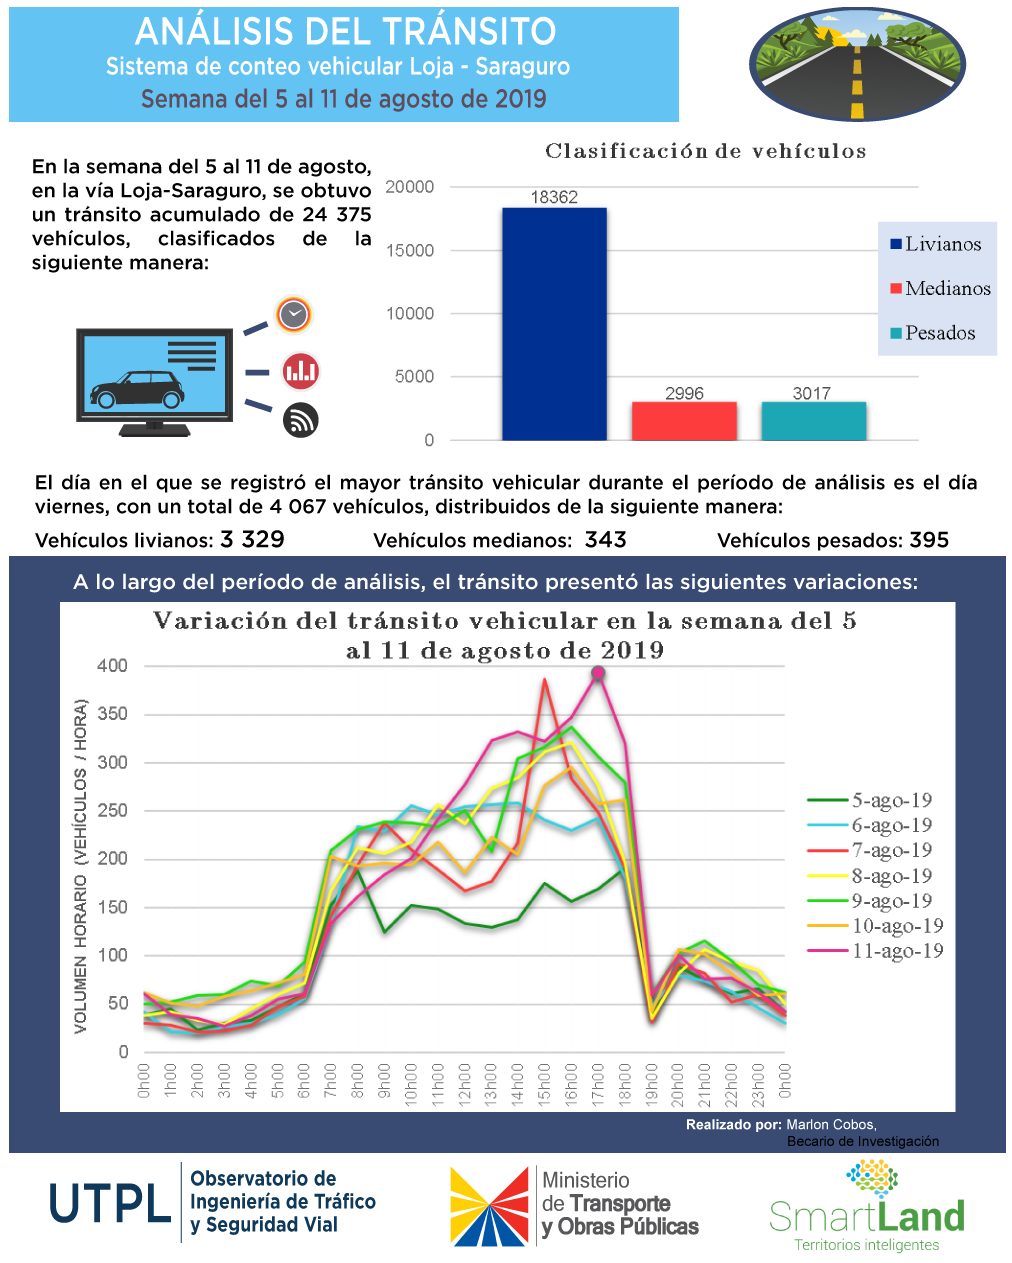 ANÁLISIS DEL TRÁNSITO
Sistema de conteo vehicular Loja - Saraguro
Semana del 5 al 11 de agosto de 2019
En la semana del 5 al 11 de agosto,
en la vía Loja-Saraguro, se obtuvo
un tránsito acumulado de 24 375
vehículos, clasificados de la
siguiente manera:
Clasificación de vehículos
20000
15000
10000
5000
0
18362
2996
3017
Livianos
Medianos
Pesados
El día en el que se registró el mayor tránsito vehicular durante el período de análisis es el día
viernes, con un total de 4 067 vehículos, distribuidos de la siguiente manera:
Vehículos livianos: 3 329 Vehículos medianos: 343 Vehículos pesados: 395
A lo largo del período de análisis, el tránsito presentó las siguientes variaciones:
Variación del tránsito vehicular en la semana del 5
al 11 de agosto de 2019
VOLUMEN HORARIO (VEHÍCULOS / HORA)
400
350
300
250
200
150
100
50
0
0h00 1h00 2h00 3h00 4h00 5h00 6h00 7h00 8h00 9h00 10h00 11h00 12h00 13h00 14h00 15h00 16h00 17h00 18h00 19h00 20h00 21h00 22h00 23h00 0h00
5-ago-19
6-ago-19
7-ago-19
8-ago-19
9-ago-19
10-ago-19
11-ago-19
Realizado por: Marlon Cobos,
Becario de Investigación
UTPL
Observatorio de
Ingeniería de Tráfico
y Seguridad Vial
Ministerio
de Transporte
y Obras Públicas
SmartLand
Territorios inteligentes